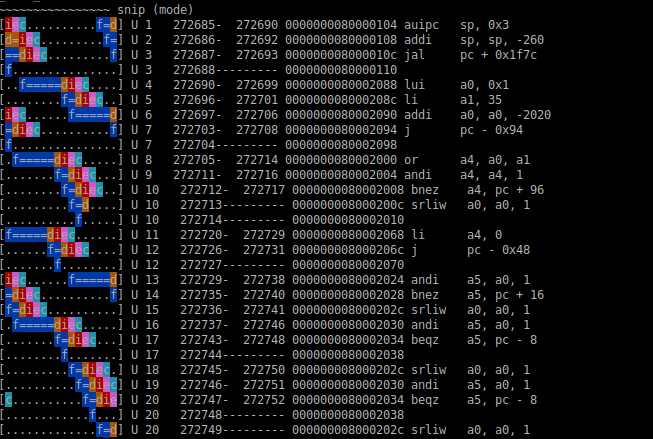 ~~~~~~~~~~~~~~~~ snip (mode)
[iec..........f=d] U 1 272685- 272690 0000000080000104 auipc sp, 0x3
[d=iec.........f=] U 2 272686- 272692 0000000080000108 addi sp, sp, -260
[==diec.........f] U 3 272687- 272693 000000008000010c jal pc + 0x1f7c
[f...............] U 3 272688--------- 0000000080000110
[..f=====diec....] U 4 272690- 272699 0000000080002088 lui a0, 0x1
[........f=diec..] U 5 272696- 272701 000000008000208c li a1, 35
[iec......f=====d] U 6 272697- 272706 0000000080002090 addi a0, a0, -2020
[=diec..........f] U 7 272703- 272708 0000000080002094 j pc - 0x94
[f...............] U 7 272704--------- 0000000080002098
[.f=====diec.....] U 8 272705- 272714 0000000080002000 or a4, a0, a1
[.......f=diec...] U 9 272711- 272716 0000000080002004 andi a4, a4, 1
[........f=diec..] U 10 272712- 272717 0000000080002008 bnez a4, pc + 96
[.........f=d....] U 10 272713--------- 000000008000200c srliw a0, a0, 1
[..........f.....] U 10 272714--------- 0000000080002010
[f=====diec......] U 11 272720- 272729 0000000080002068 li a4, 0
[......f=diec....] U 12 272726- 272731 000000008000206c j pc - 0x48
[.......f........] U 12 272727--------- 0000000080002070
[iec......f=====d] U 13 272729- 272738 0000000080002024 andi a5, a0, 1
[=diec..........f] U 14 272735- 272740 0000000080002028 bnez a5, pc + 16
[f=diec..........] U 15 272736- 272741 000000008000202c srliw a0, a0, 1
[.f=====diec.....] U 16 272737- 272746 0000000080002030 andi a5, a0, 1
[.......f=diec...] U 17 272743- 272748 0000000080002034 beqz a5, pc - 8
[........f.......] U 17 272744--------- 0000000080002038
[.........f=diec.] U 18 272745- 272750 000000008000202c srliw a0, a0, 1
[..........f=diec] U 19 272746- 272751 0000000080002030 andi a5, a0, 1
[c..........f=die] U 20 272747- 272752 0000000080002034 beqz a5, pc - 8
[............f...] U 20 272748--------- 0000000080002038
[.............f=d] U 20 272749--------- 000000008000202c srliw a0, a0, 1